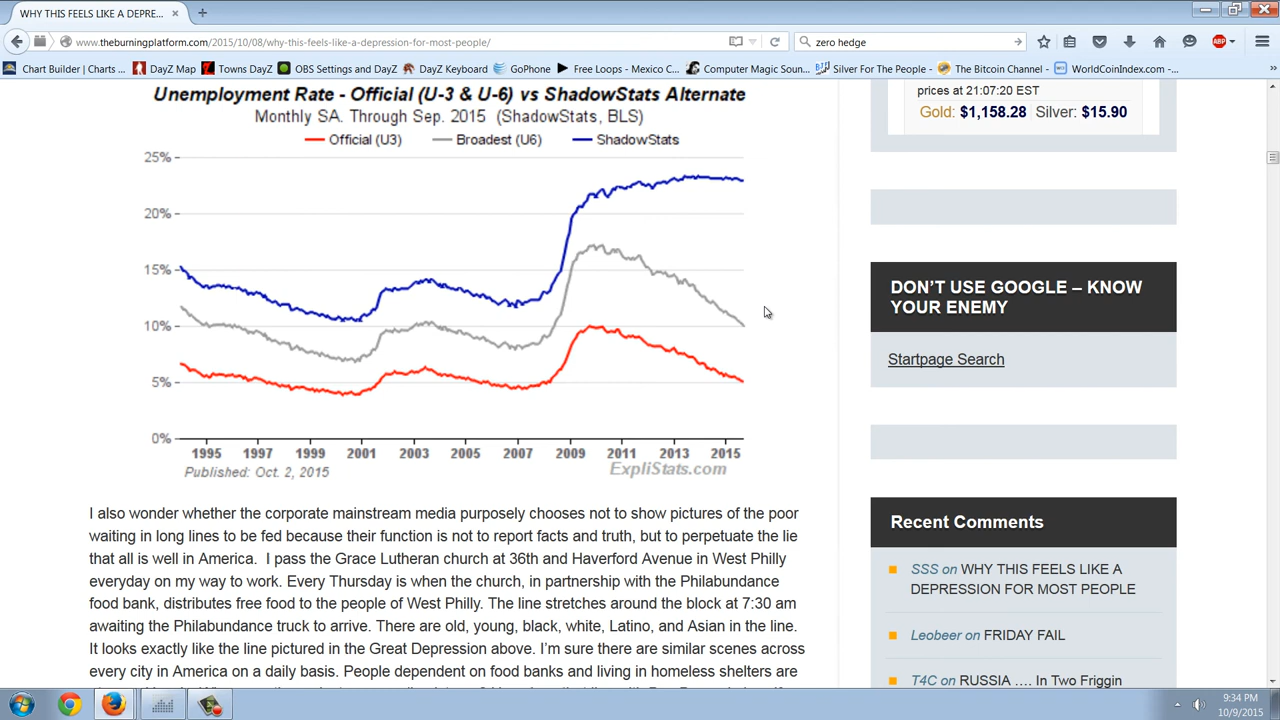 WHY THIS FEELS LIKE A DEPRE...
www.theburningplatform.com/2015/10/08/why-this-feels-like-a-depression-for-most-people/
zero hedge
ABP
Chart Builder | Charts ...
DayZ Map
Towns DayZ
OBS Settings and DayZ
DayZ Keyboard
GoPhone
Free Loops - Mexico C...
Computer Magic Soun...
Silver For The People -
The Bitcoin Channel -
WorldCoinIndex.com -...
Unemployment Rate - Official (U-3 & U-6) vs ShadowStats Alternate
Monthly SA. Through Sep. 2015 (ShadowStats, BLS)
Official (U3) Broadest (U6) ShadowStats
25%
20%
15%
10%
5%
0%
1995 1997 1999 2001 2003 2005 2007 2009 2011 2013 2015
Published: Oct. 2, 2015
ExpliStats.com
I also wonder whether the corporate mainstream media purposely chooses not to show pictures of the poor
waiting in long lines to be fed because their function is not to report facts and truth, but to perpetuate the lie
that all is well in America. I pass the Grace Lutheran church at 36th and Haverford Avenue in West Philly
everyday on my way to work. Every Thursday is when the church, in partnership with the Philabundance
food bank, distributes free food to the people of West Philly. The line stretches around the block at 7:30 am
awaiting the Philabundance truck to arrive. There are old, young, black, white, Latino, and Asian in the line.
It looks exactly like the line pictured in the Great Depression above. I'm sure there are similar scenes across
every city in America on a daily basis. People dependent on food banks and living in homeless shelters are
prices at 21:07:20 EST
Gold: $1,158.28 Silver: $15.90
DON'T USE GOOGLE – KNOW
YOUR ENEMY
Startpage Search
Recent Comments
SSS on WHY THIS FEELS LIKE A
DEPRESSION FOR MOST PEOPLE
Leobeer on FRIDAY FAIL
T4C on RUSSIA .... In Two Friggin
9:34 PM
10/9/2015